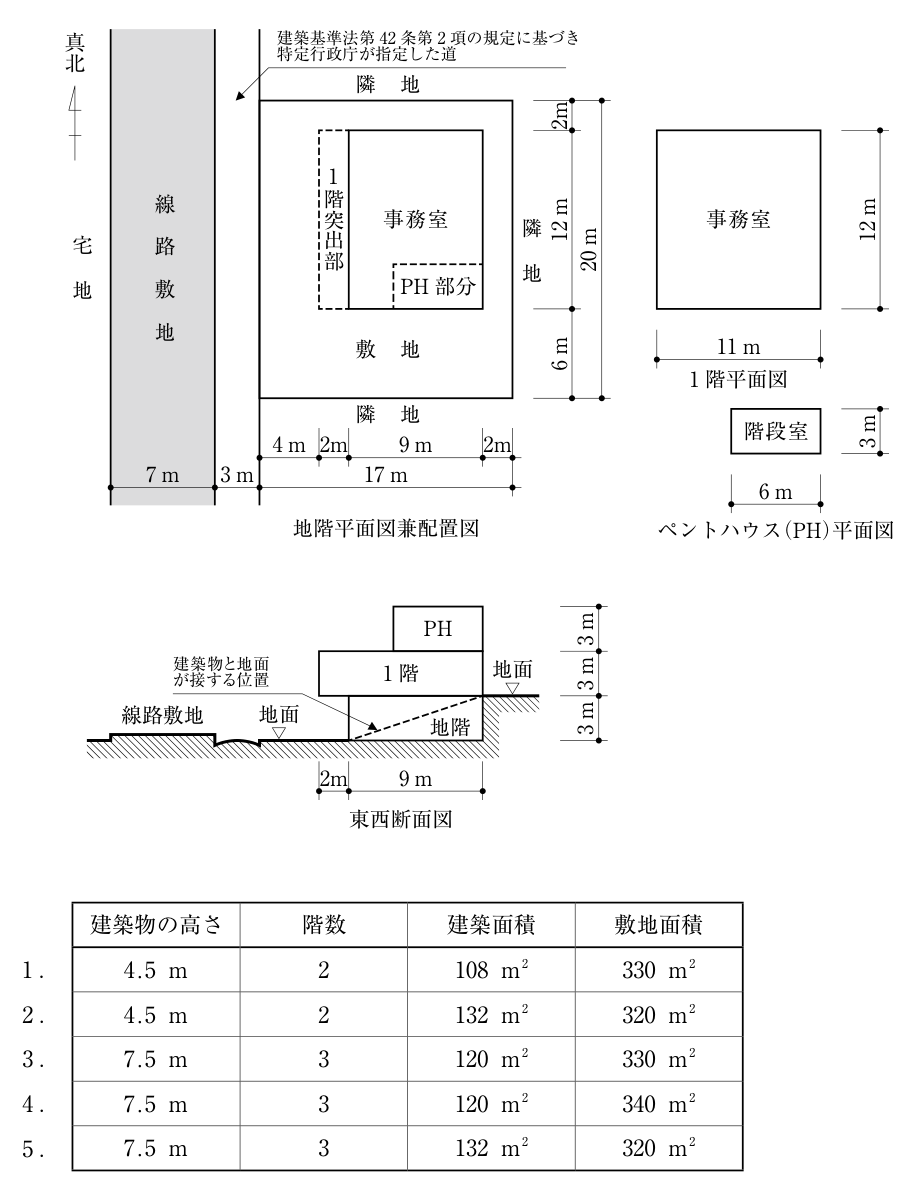 真北
建築基準法第 42 条第 2 項の規定に基づき
特定行政庁が指定した道
隣 地
2m
線路敷地
宅地
1階突出部
事務室
PH 部分
隣地
12 m
20 m
6 m
敷 地
隣 地
4 m 2m 9 m 2m
7 m 3 m 17 m
地階平面図兼配置図
事務室
12 m
11 m
1 階平面図
階段室
3 m
6 m
ペントハウス(PH)平面図
PH
3 m
1 階
3 m
地面
建築物と地面
が接する位置
線路敷地
地面
地階
3 m
2m 9 m
東西断面図
建築物の高さ 階数 建築面積 敷地面積
1. 4.5 m 2 108 m² 330 m²
2. 4.5 m 2 132 m² 320 m²
3. 7.5 m 3 120 m² 330 m²
4. 7.5 m 3 120 m² 340 m²
5. 7.5 m 3 132 m² 320 m²